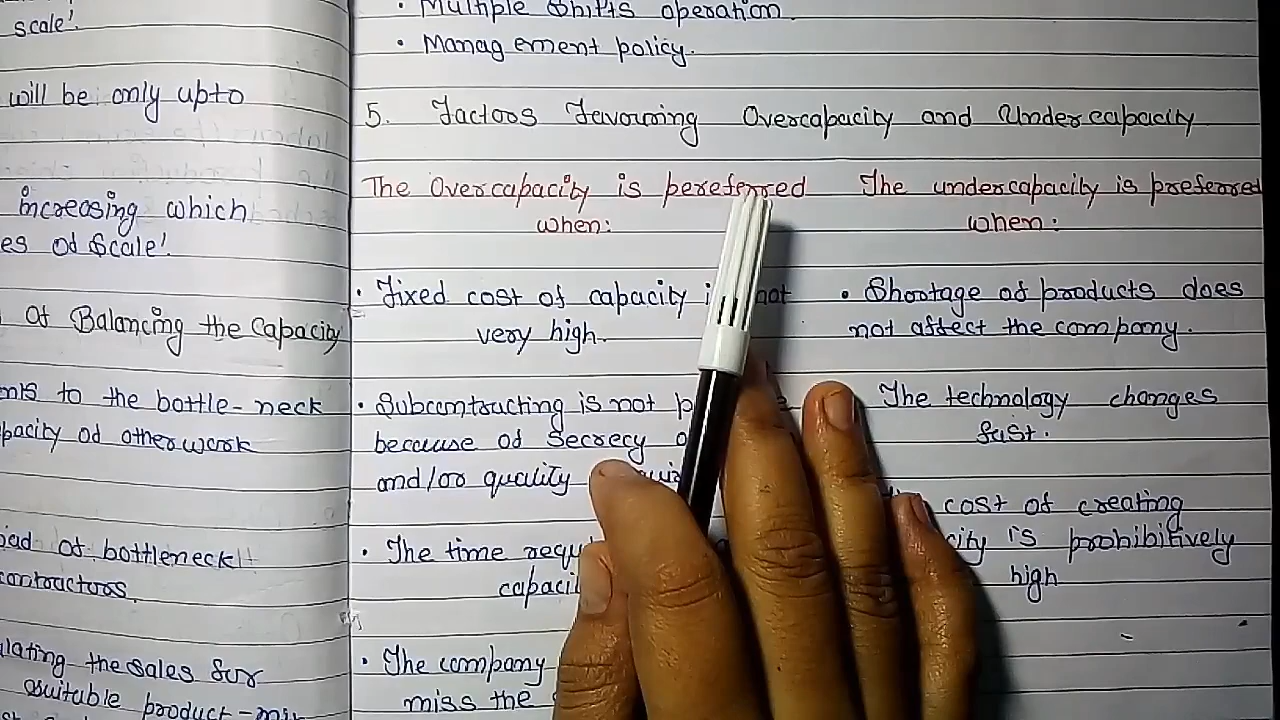 scale!
will be only upto
increasing which
es of scale!
of Balancing the Capacity
to the bottle-neck
pacity of other work
of bottleneck
contractors.
lating the sales for
suitable product-mix
• Multiple Shifts operation.
• Management policy.
5. Factors Favouring Overcapacity and Undercapacity
The Overcapacity is pereferred
when:
• Fixed cost of capacity is not
very high.
• Subcontracting is not
because of secrecy
and/or quality
• The time
• The company
miss the
The undercapacity is preferred
when:
• Shortage of products does
not affect the company.
The technology changes
fast.
cost of creating
is prohibitively
high